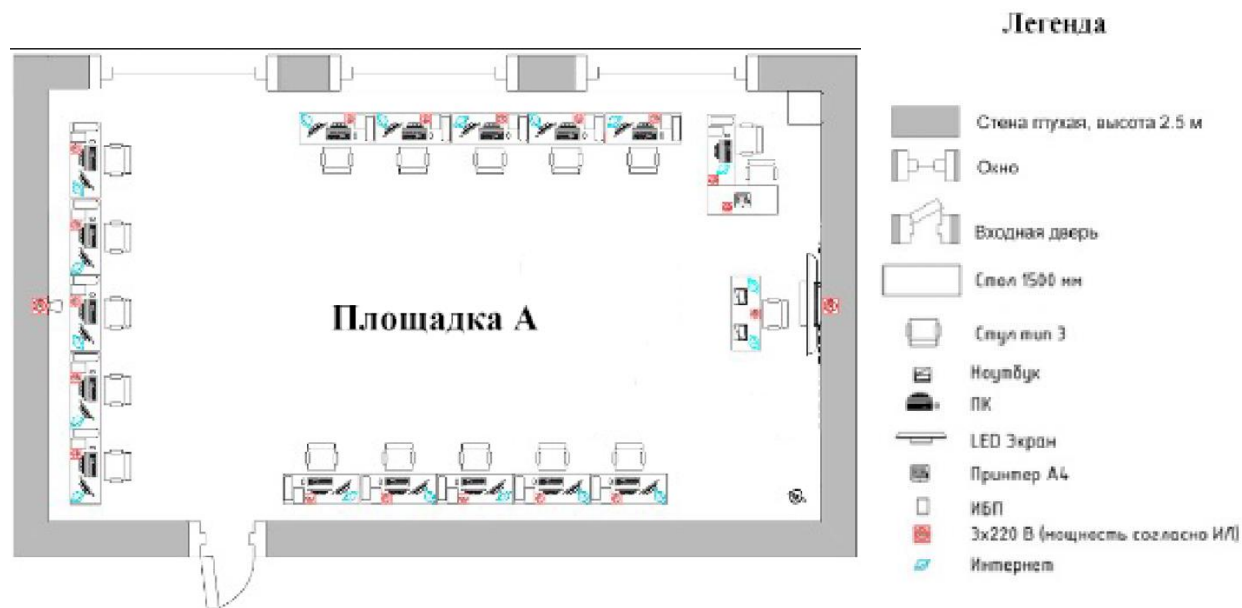 Легенда
Стена глухая, высота 2.5 м
Окно
Входная дверь
Стол 1500 мм
Стул тип 3
Ноутбук
ПК
LED Экран
Принтер А4
ИБП
3х220 В (мощность согласно ИЛ)
Интернет
Площадка А